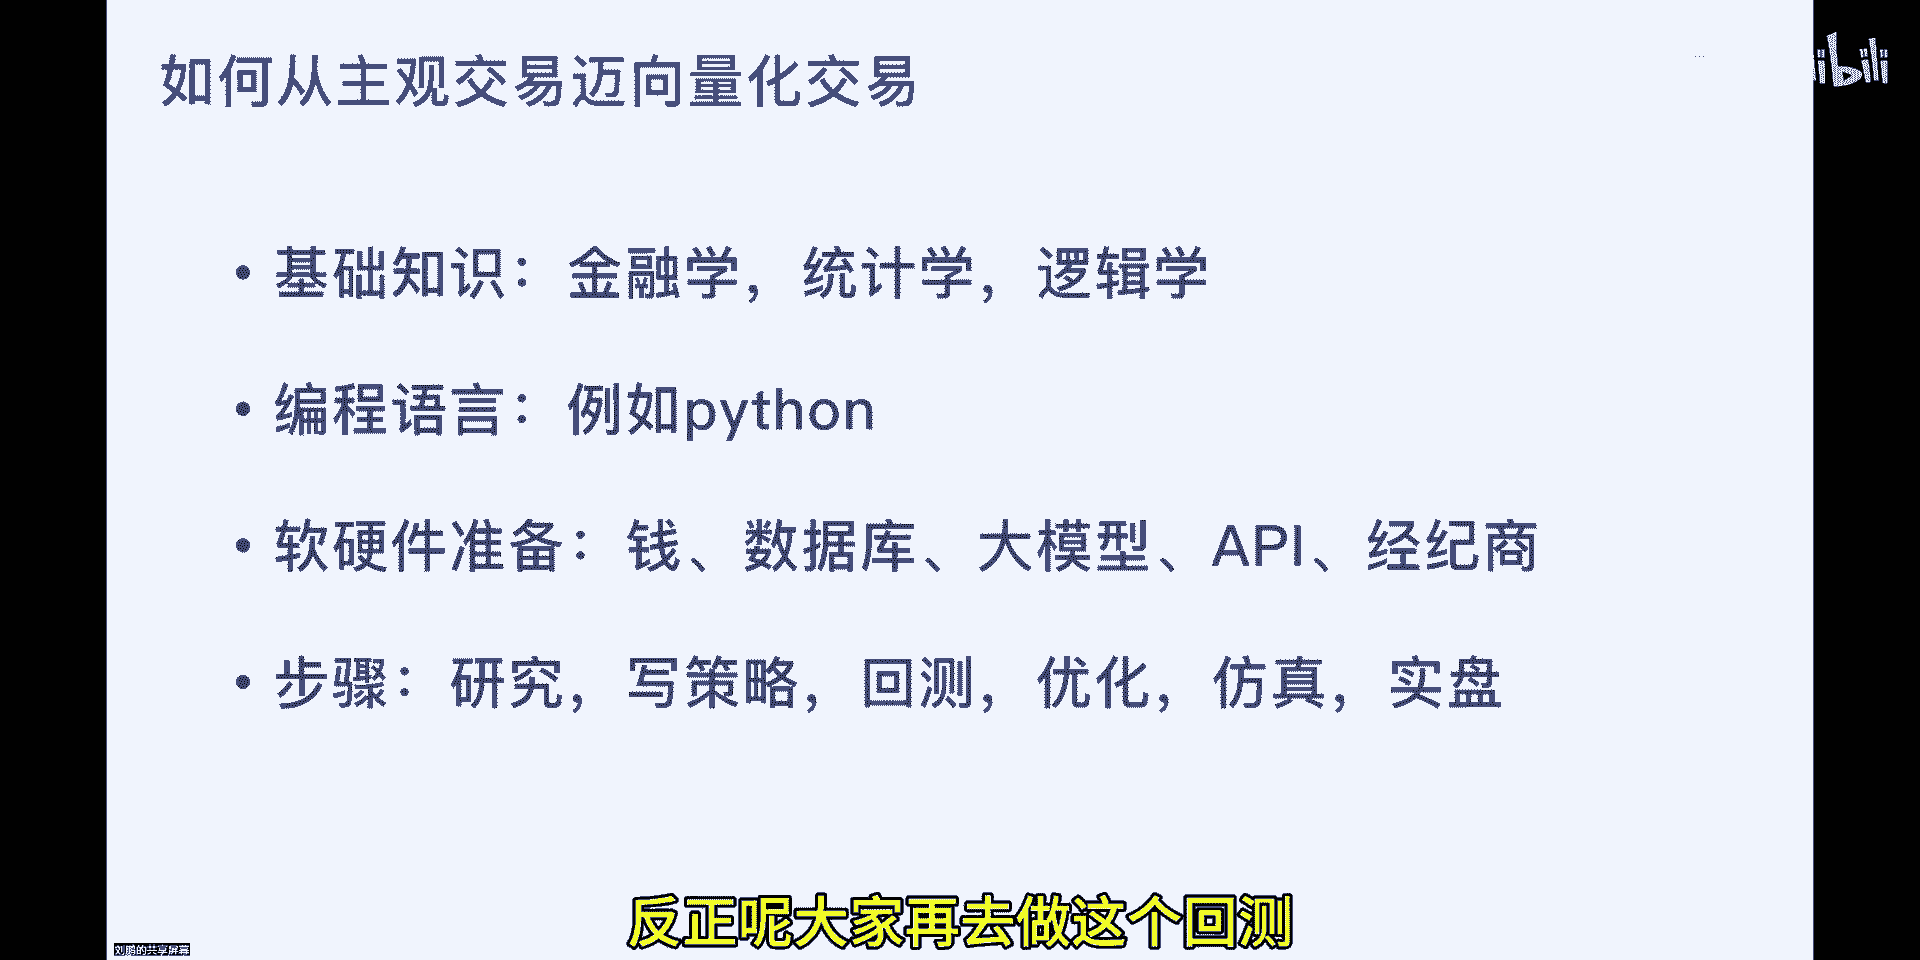 如何从主观交易迈向量化交易
bili
• 基础知识：金融学，统计学，逻辑学
• 编程语言：例如python
• 软硬件准备：钱、数据库、大模型、API、经纪商
• 步骤：研究，写策略，回测，优化，仿真，实盘
反正呢大家再去做这个回测
刘鹏的共享屏幕